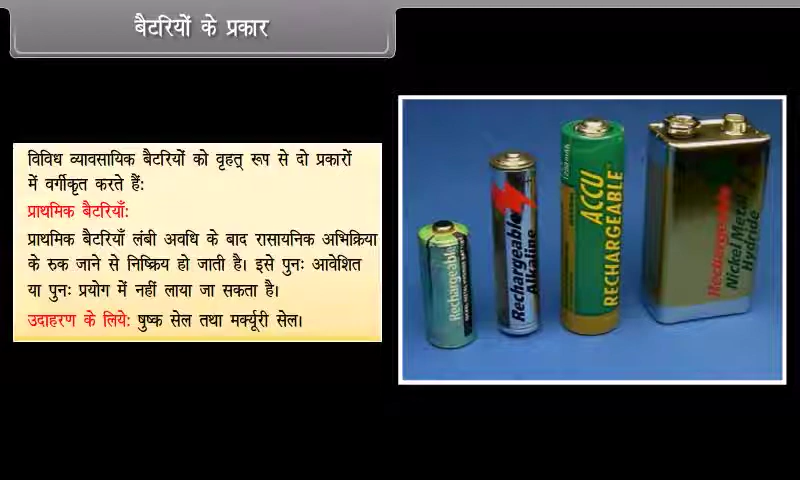 बैटरियों के प्रकार
विविध व्यावसायिक बैटरियों को वृहत् रूप से दो प्रकारों
में वर्गीकृत करते हैं:
प्राथमिक बैटरियाँ:
प्राथमिक बैटरियाँ लंबी अवधि के बाद रासायनिक अभिक्रिया
के रुक जाने से निष्क्रिय हो जाती है। इसे पुनः आवेशित
या पुनः प्रयोग में नहीं लाया जा सकता है।
उदाहरण के लिये: षुष्क सेल तथा मर्क्यूरी सेल।
Rechargeable
Rechargeable
Alkaline
ACCU
RECHARGEABLE
Rechargeable
Nickel Metal
Hydride